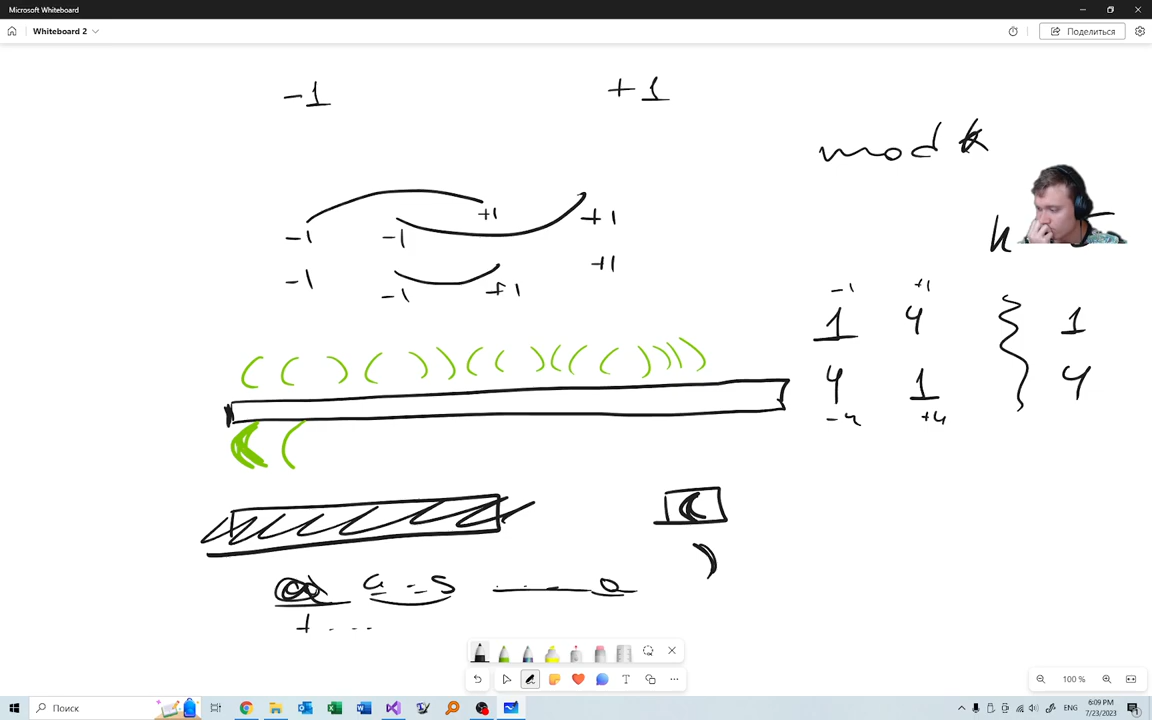 Microsoft Whiteboard
Whiteboard 2
Поделиться
-1 +1
mod k
-1 -1 +1 +1
-1 -1 +1 +1
-1 +1
1 4 1
4 1 4
-4 +4
( ( ) ( ) ) ( ( ) ( ( ( ) ) ) )
( (
(
)
100 %
Поиск
ENG
6:09 PM
7/23/2023